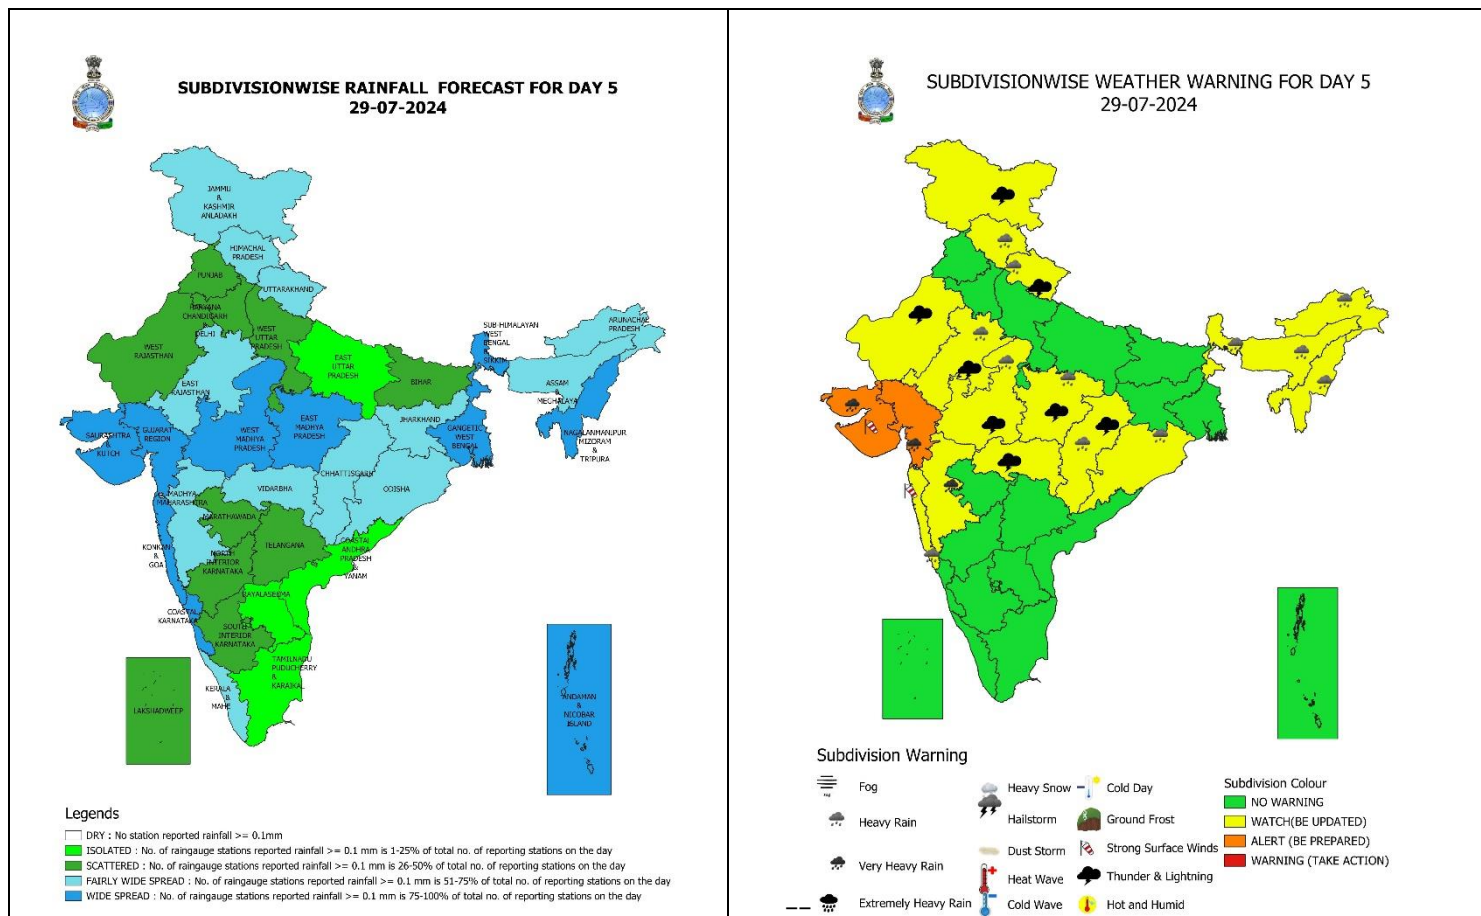 SUBDIVISIONWISE RAINFALL FORECAST FOR DAY 5
29-07-2024
JAMMU
&
KASHMIR
ANLADAKH
HIMACHAL
PRADESH
PUNJAB
UTTARAKHAND
HARYANA
CHANDIGARH
&
DELHI
WEST
UTTAR
PRADESH
WEST
RAJASTHAN
EAST
UTTAR
PRADESH
SUB-HIMALAYAN
WEST
BENGAL
&
SIKKIM
ARUNACHAL
PRADESH
EAST
RAJASTHAN
BIHAR
ASSAM
&
MEGHALAYA
JHARKHAND
SAURASHTRA
&
KUTCH
GUJARAT
REGION
WEST
MADHYA
PRADESH
EAST
MADHYA
PRADESH
GANGETIC
WEST
BENGAL
NAGALANMANIPUR
MIZORAM
&
TRIPURA
CHHATTISGARH
VIDARBHA
ODISHA
MADHYA
MAHARASHTRA
MARATHAWADA
KONKAN
&
GOA
NORTH
INTERIOR
KARNATAKA
TELANGANA
COASTAL
ANDHRA
PRADESH
&
YANAM
RAYALASEEMA
COASTAL
KARNATAKA
SOUTH
INTERIOR
KARNATAKA
TAMILNADU
PUDUCHERRY
&
KARAIKAL
KERALA
&
MAHE
LAKSHADWEEP
ANDAMAN
&
NICOBAR
ISLAND
Legends
DRY : No station reported rainfall >= 0.1mm
ISOLATED : No. of raingauge stations reported rainfall >= 0.1 mm is 1-25% of total no. of reporting stations on the day
SCATTERED : No. of raingauge stations reported rainfall >= 0.1 mm is 26-50% of total no. of reporting stations on the day
FAIRLY WIDE SPREAD : No. of raingauge stations reported rainfall >= 0.1 mm is 51-75% of total no. of reporting stations on the day
WIDE SPREAD : No. of raingauge stations reported rainfall >= 0.1 mm is 75-100% of total no. of reporting stations on the day
SUBDIVISIONWISE WEATHER WARNING FOR DAY 5
29-07-2024
Subdivision Warning
Fog
Heavy Rain
Very Heavy Rain
Extremely Heavy Rain
Heavy Snow
Hailstorm
Dust Storm
Heat Wave
Cold Wave
Cold Day
Ground Frost
Strong Surface Winds
Thunder & Lightning
Hot and Humid
Subdivision Colour
NO WARNING
WATCH(BE UPDATED)
ALERT (BE PREPARED)
WARNING (TAKE ACTION)